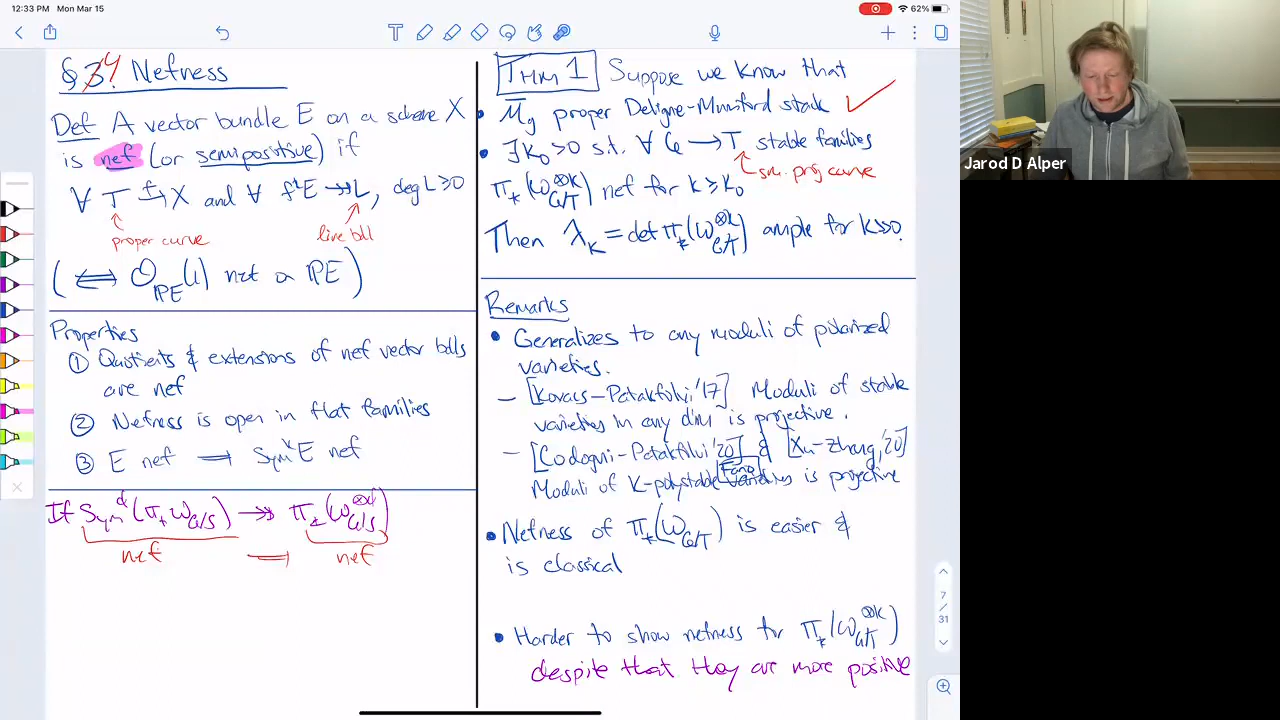 12:33 PM Mon Mar 15
62%
§ 34 Nefness
Def A vector bundle E on a scheme X
is nef (or semipositive) if
∀ T →f X and ∀ f*E ↠ L, deg L ≥ 0
proper curve
line bdl
(⟺ O_PE(1) nef on PE)
Properties
① Quotients & extensions of nef vector bdls
are nef
② Nefness is open in flat families
③ E nef ⟹ Sym^k E nef
If Sym^d(π_* ω_C/S) ↠ π_*(ω_C/S^⊗d)
nef ⟹ nef
THM 1 Suppose we know that
• M̄g proper Deligne-Mumford stack ✓
• ∃ k₀>0 s.t. ∀ C → T stable families
sm. proj curve
π_*(ω_C/T^⊗k) nef for k ≥ k₀
Then λ_k = det π_*(ω_C/T^⊗k) ample for k≫0.
Remarks
• Generalizes to any moduli of polarized
varieties.
– [Kovacs-Patakfalvi '17] Moduli of stable
varieties in any dim is projective.
– [Codogni-Patakfalvi '20] & [Xu-Zhang, '20]
Moduli of K-polystable Fano varieties is projective
• Nefness of π_*(ω_C/T) is easier &
is classical
• Harder to show nefness for π_*(ω_C/T^⊗k)
despite that they are more positive
7
/
31
Jarod D Alper